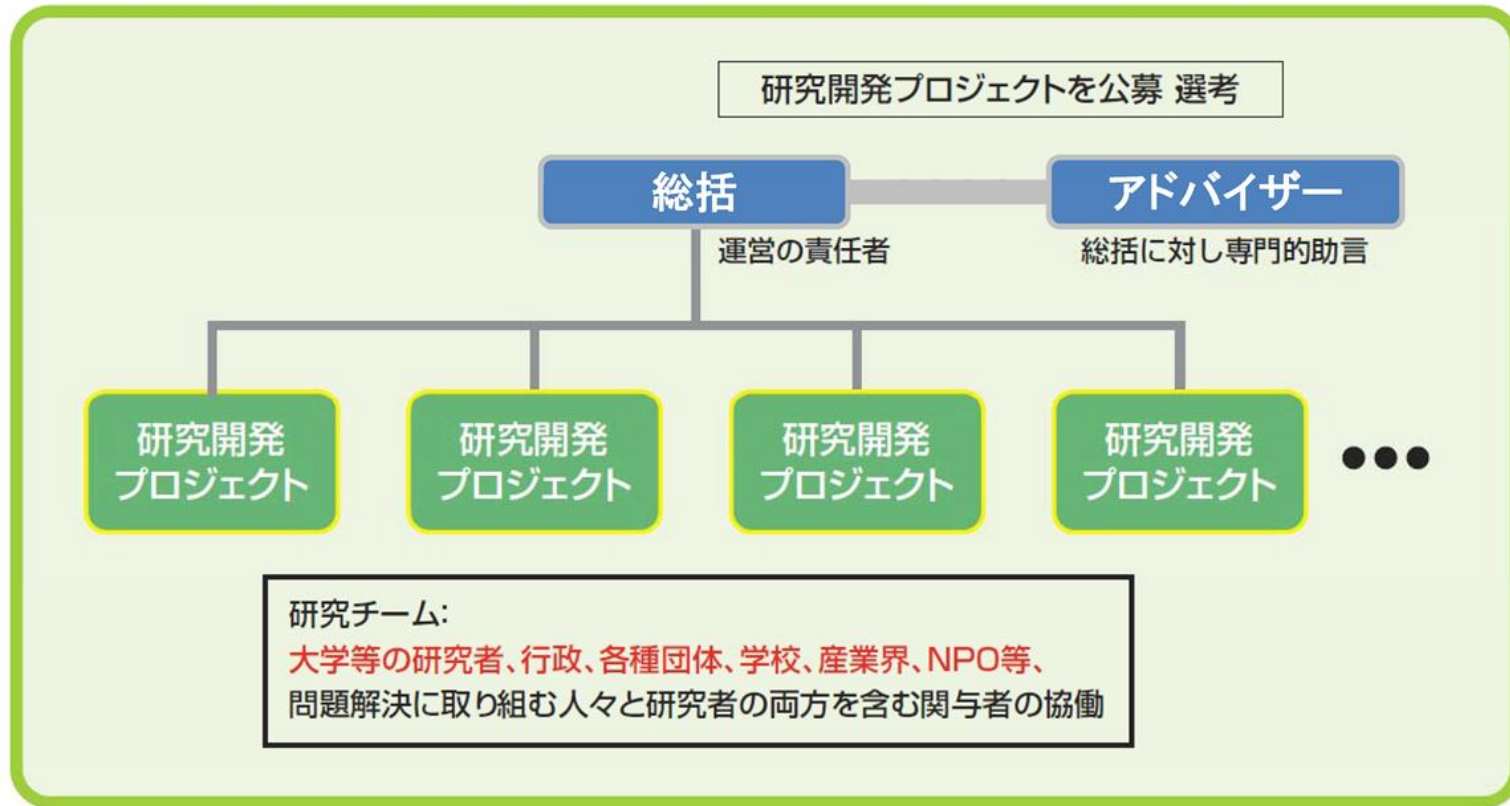 研究開発プロジェクトを公募 選考
総括
アドバイザー
運営の責任者
総括に対し専門的助言
研究開発
プロジェクト
研究開発
プロジェクト
研究開発
プロジェクト
研究開発
プロジェクト
●●●
研究チーム:
大学等の研究者、行政、各種団体、学校、産業界、NPO等、
問題解決に取り組む人々と研究者の両方を含む関与者の協働